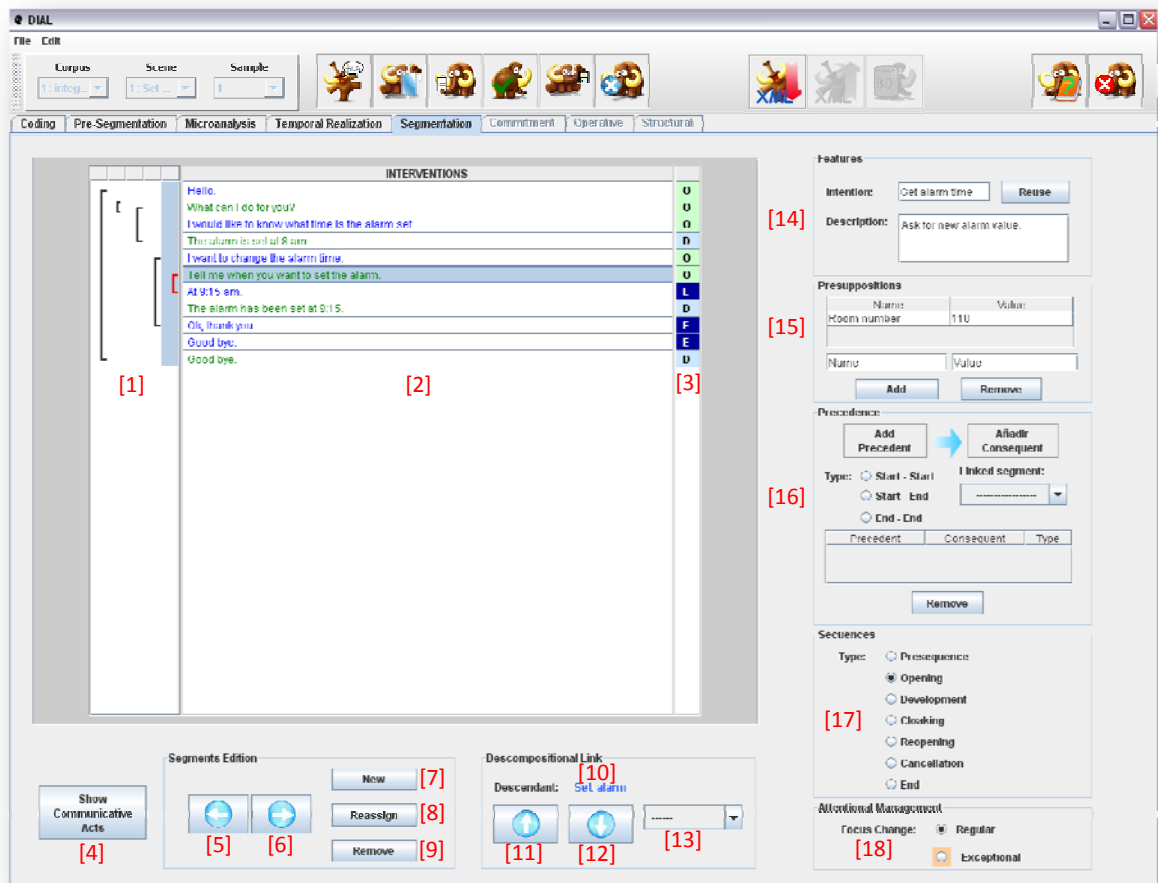 DIAL
File Edit
Corpus Scene Sample
1 : integ_... 1 : Set ... 1
XML XML
Coding Pre-Segmentation Microanalysis Temporal Realization Segmentation Commitment Operative Structural
INTERVENTIONS
Hello. O
What can I do for you? O
I would like to know what time is the alarm set O
The alarm is set at 8 am D
I want to change the alarm time. O
Tell me when you want to set the alarm. O
At 9:15 am. L
The alarm has been set at 9:15. D
Ok, thank you
Good bye. E
Good bye. D
[1] [2] [3]
Features
Intention: Get alarm time Reuse
[14]
Description: Ask for new alarm value.
Presuppositions
Name Value
Room number 110
[15]
Name Value
Add Remove
Precedence
Add Precedent Añadir Consequent
Type: Start - Start Linked segment:
[16] Start End -----------------
End - End
Precedent Consequent Type
Remove
Secuences
Type: Presequence
Opening
Development
[17] Cloaking
Reopening
Cancellation
End
Attentional Management
Focus Change: Regular
[18] Exceptional
Show
Communicative
Acts
[4]
Segments Edition
New [7]
Reassign [8]
Remove [9]
[5] [6]
Descompositional Link
[10]
Descendant: Set alarm
------
[11] [12] [13]